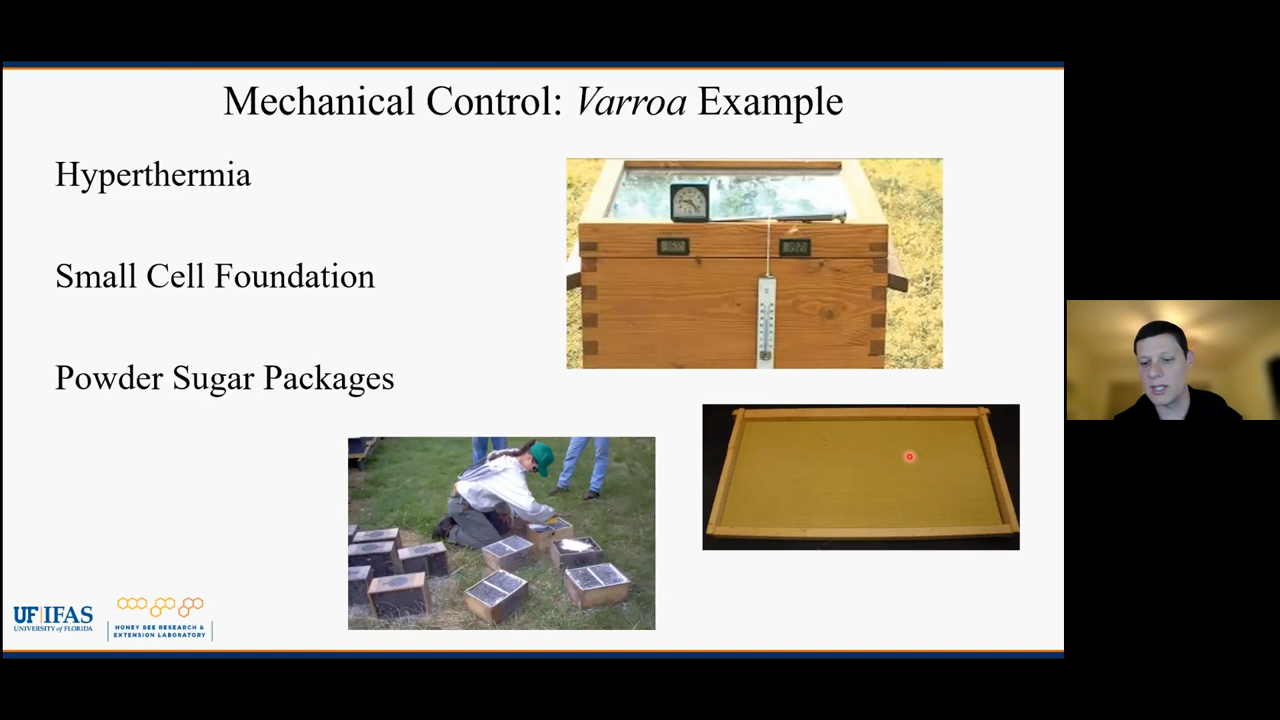 Mechanical Control: Varroa Example
Hyperthermia
Small Cell Foundation
Powder Sugar Packages
UF|IFAS
UNIVERSITY of FLORIDA
HONEY BEE RESEARCH &
EXTENSION LABORATORY